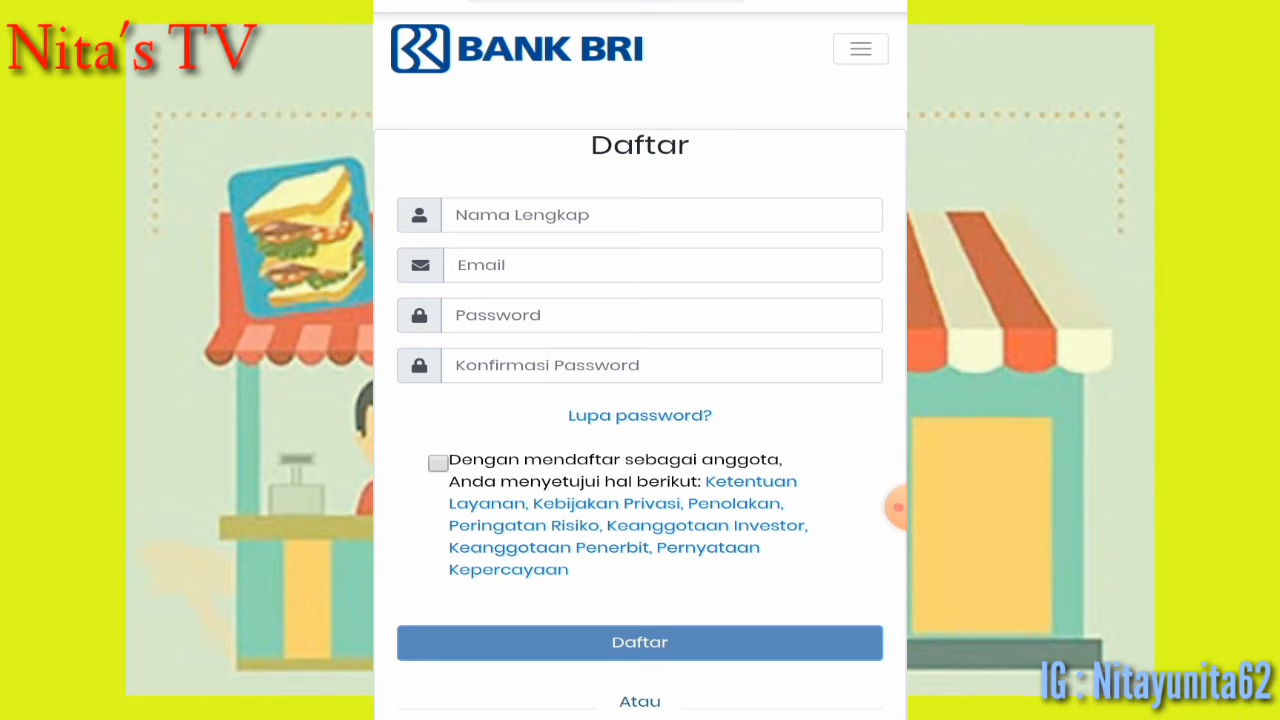 Nita's TV
BANK BRI
Daftar
Nama Lengkap
Email
Password
Konfirmasi Password
Lupa password?
Dengan mendaftar sebagai anggota,
Anda menyetujui hal berikut: Ketentuan
Layanan, Kebijakan Privasi, Penolakan,
Peringatan Risiko, Keanggotaan Investor,
Keanggotaan Penerbit, Pernyataan
Kepercayaan
Daftar
Atau
IG : Nitayunita62